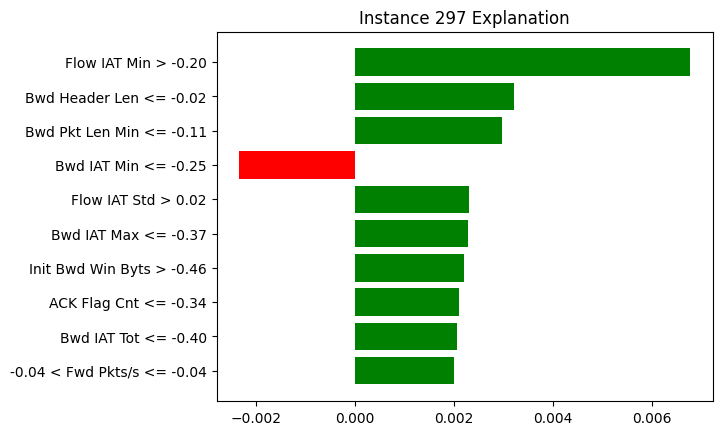 Instance 297 Explanation
Flow IAT Min > -0.20
Bwd Header Len <= -0.02
Bwd Pkt Len Min <= -0.11
Bwd IAT Min <= -0.25
Flow IAT Std > 0.02
Bwd IAT Max <= -0.37
Init Bwd Win Byts > -0.46
ACK Flag Cnt <= -0.34
Bwd IAT Tot <= -0.40
-0.04 < Fwd Pkts/s <= -0.04
−0.002 0.000 0.002 0.004 0.006